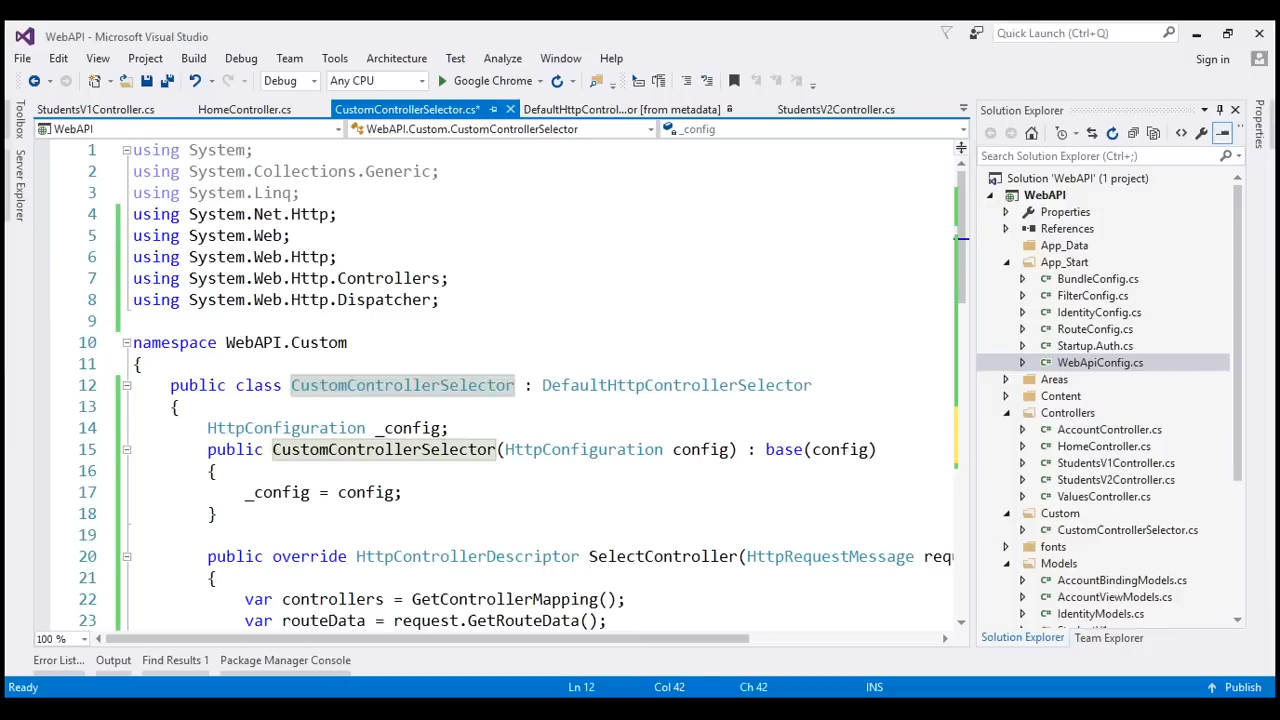 WebAPI - Microsoft Visual Studio
Quick Launch (Ctrl+Q)
File Edit View Project Build Debug Team Tools Architecture Test Analyze Window Help
Sign in
Debug Any CPU Google Chrome
StudentsV1Controller.cs HomeController.cs CustomControllerSelector.cs* DefaultHttpControl...or [from metadata] StudentsV2Controller.cs
WebAPI WebAPI.Custom.CustomControllerSelector _config
Toolbox
Server Explorer
1 using System;
2 using System.Collections.Generic;
3 using System.Linq;
4 using System.Net.Http;
5 using System.Web;
6 using System.Web.Http;
7 using System.Web.Http.Controllers;
8 using System.Web.Http.Dispatcher;
9
10 namespace WebAPI.Custom
11 {
12 public class CustomControllerSelector : DefaultHttpControllerSelector
13 {
14 HttpConfiguration _config;
15 public CustomControllerSelector(HttpConfiguration config) : base(config)
16 {
17 _config = config;
18 }
19
20 public override HttpControllerDescriptor SelectController(HttpRequestMessage requ
21 {
22 var controllers = GetControllerMapping();
23 var routeData = request.GetRouteData();
100 %
Solution Explorer
Search Solution Explorer (Ctrl+;)
Solution 'WebAPI' (1 project)
WebAPI
Properties
References
App_Data
App_Start
C# BundleConfig.cs
C# FilterConfig.cs
C# IdentityConfig.cs
C# RouteConfig.cs
C# Startup.Auth.cs
C# WebApiConfig.cs
Areas
Content
Controllers
C# AccountController.cs
C# HomeController.cs
C# StudentsV1Controller.cs
C# StudentsV2Controller.cs
C# ValuesController.cs
Custom
C# CustomControllerSelector.cs
fonts
Models
C# AccountBindingModels.cs
C# AccountViewModels.cs
C# IdentityModels.cs
Solution Explorer Team Explorer
Properties
Error List... Output Find Results 1 Package Manager Console
Ready Ln 12 Col 42 Ch 42 INS Publish